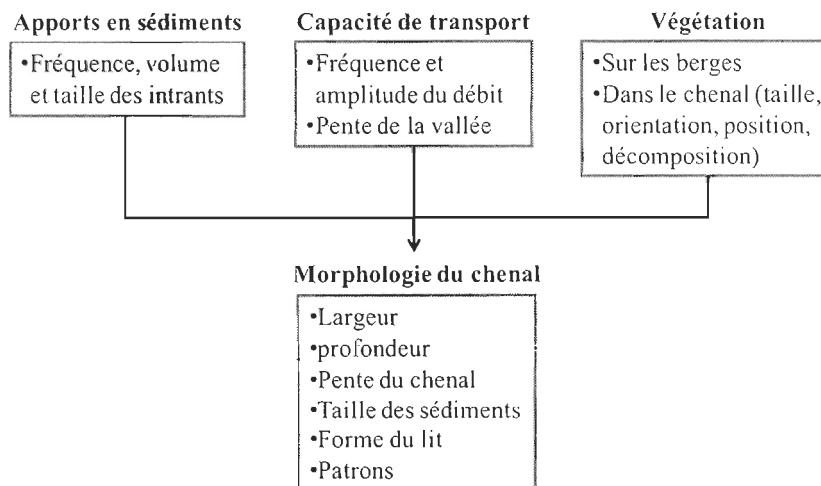 Apports en sédiments
•Fréquence, volume
et taille des intrants
Capacité de transport
•Fréquence et
amplitude du débit
•Pente de la vallée
Végétation
•Sur les berges
•Dans le chenal (taille,
orientation, position,
décomposition)
Morphologie du chenal
•Largeur
•profondeur
•Pente du chenal
•Taille des sédiments
•Forme du lit
•Patrons